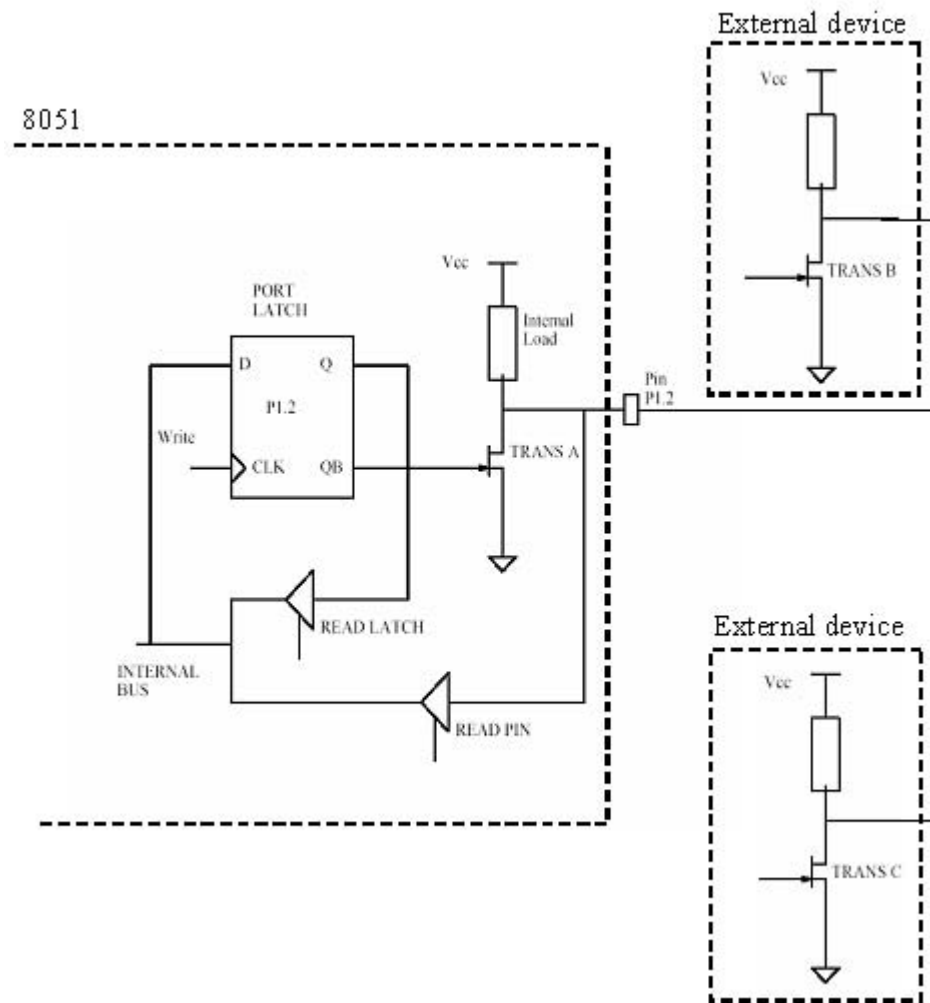 External device
Vcc
TRANS B
8051
Vcc
PORT
LATCH
Internal
Load
D
Q
P1.2
Write
CLK
QB
TRANS A
Pin
P1.2
READ LATCH
INTERNAL
BUS
READ PIN
External device
Vcc
TRANS C